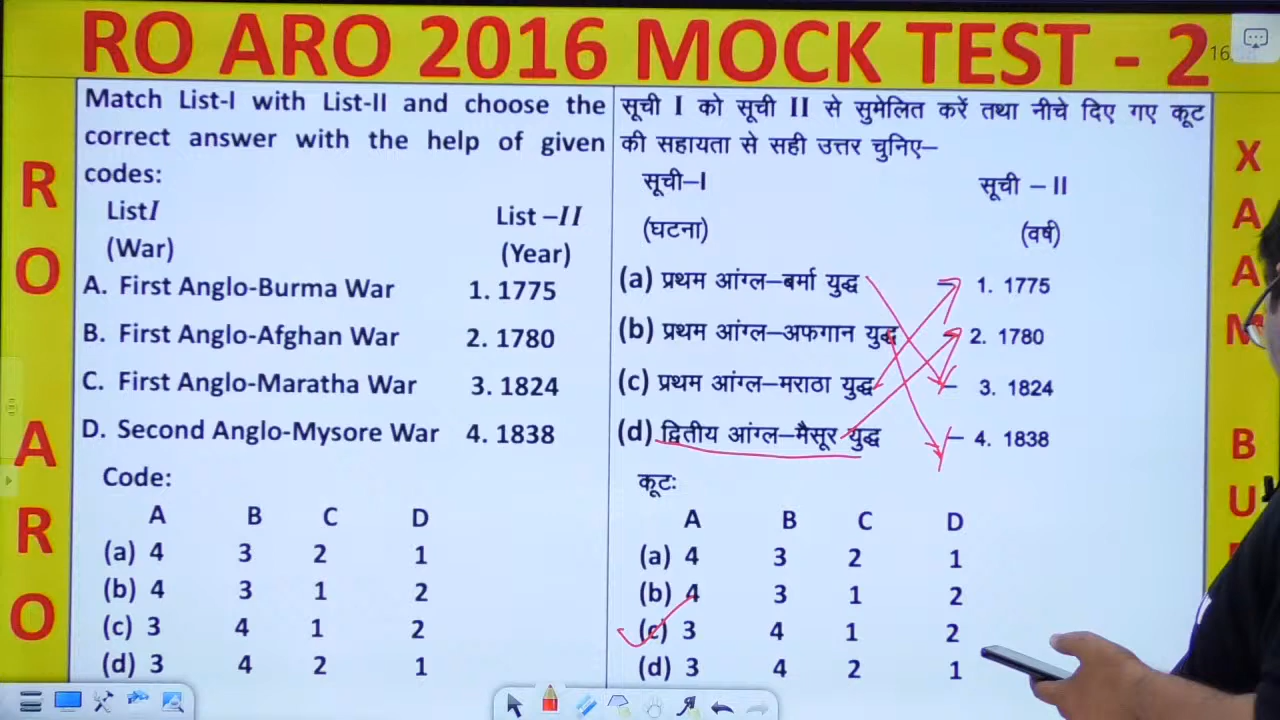 RO ARO 2016 MOCK TEST - 2
16
R
O
A
R
O
Match List-I with List-II and choose the
correct answer with the help of given
codes:
ListI List –II
(War) (Year)
A. First Anglo-Burma War 1. 1775
B. First Anglo-Afghan War 2. 1780
C. First Anglo-Maratha War 3. 1824
D. Second Anglo-Mysore War 4. 1838
Code:
A B C D
(a) 4 3 2 1
(b) 4 3 1 2
(c) 3 4 1 2
(d) 3 4 2 1
सूची I को सूची II से सुमेलित करें तथा नीचे दिए गए कूट
की सहायता से सही उत्तर चुनिए–
सूची–I सूची – II
(घटना) (वर्ष)
(a) प्रथम आंग्ल–बर्मा युद्ध 1. 1775
(b) प्रथम आंग्ल–अफगान युद्ध 2. 1780
(c) प्रथम आंग्ल–मराठा युद्ध 3. 1824
(d) द्वितीय आंग्ल–मैसूर युद्ध 4. 1838
कूटः
A B C D
(a) 4 3 2 1
(b) 4 3 1 2
(c) 3 4 1 2
(d) 3 4 2 1
X
A
A
M
B
U